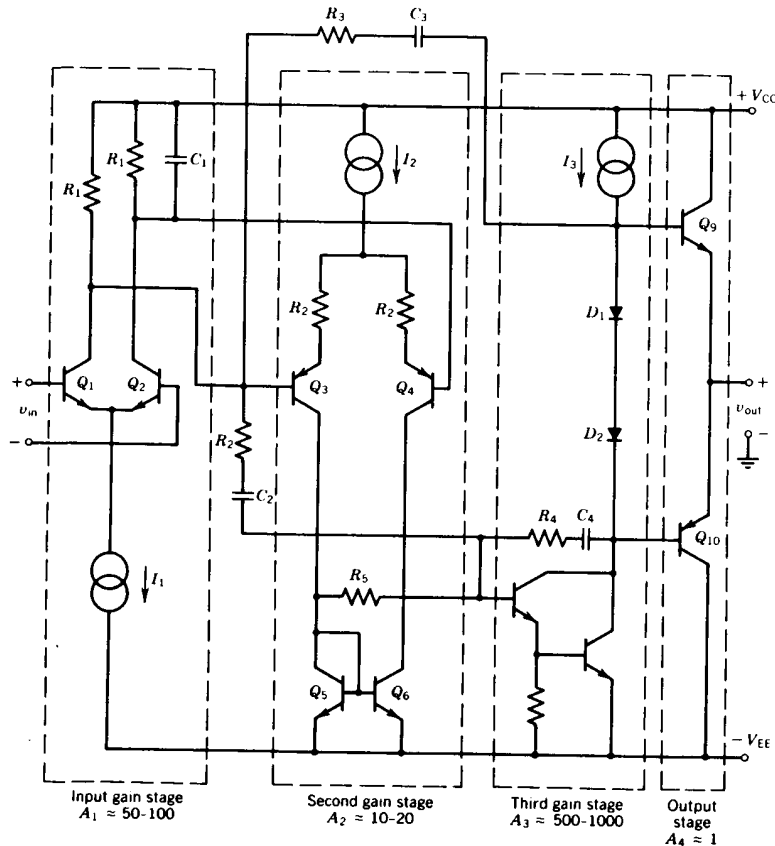 R3
C3
+ VCC
R1
R1
C1
I2
I3
Q9
R2
R2
D1
+
Q1
Q2
Q3
Q4
+
vin
vout
−
R2
D2
−
C2
R4
C4
Q10
I1
R5
Q5
Q6
− VEE
Input gain stage
A1 ≈ 50-100
Second gain stage
A2 ≈ 10-20
Third gain stage
A3 ≈ 500-1000
Output
stage
A4 ≈ 1